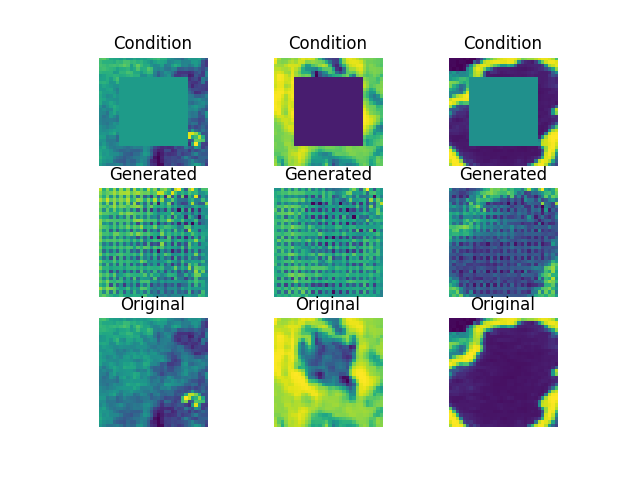 Condition Condition Condition
Generated Generated Generated
Original Original Original